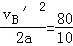 v_B' ^2 / 2a = 80/10